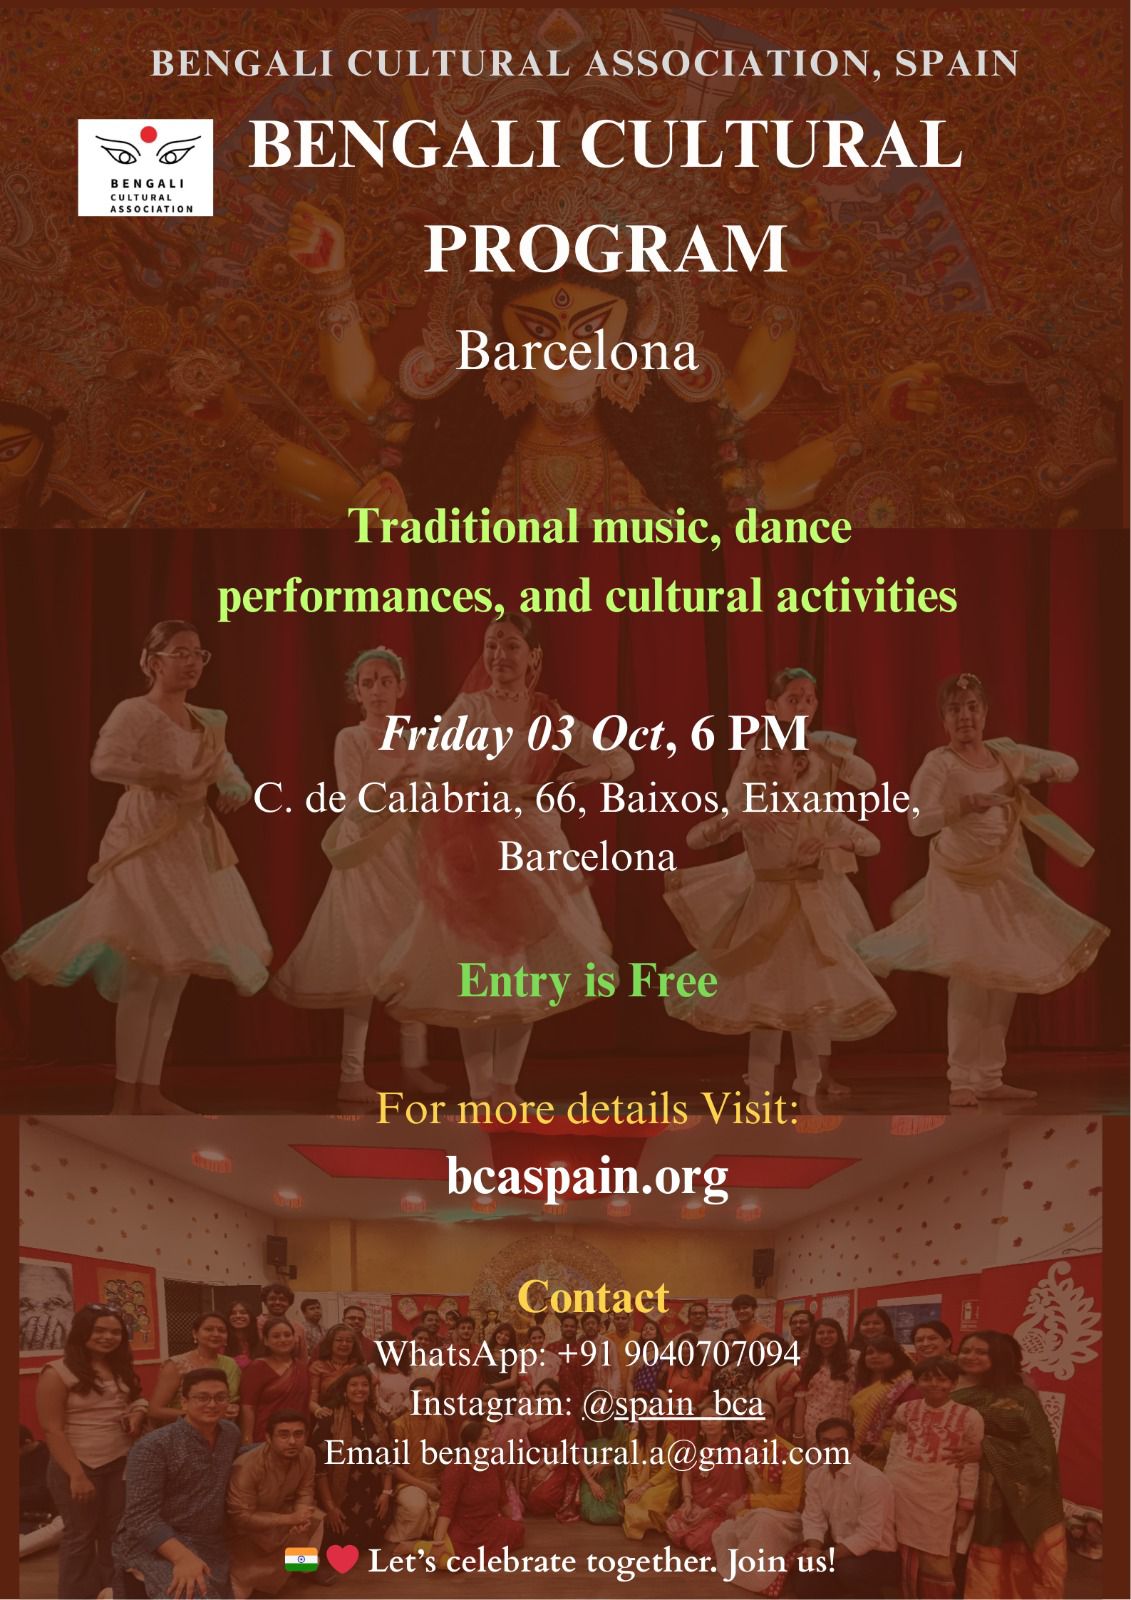 BENGALI CULTURAL ASSOCIATION, SPAIN
BENGALI
CULTURAL
ASSOCIATION
BENGALI CULTURAL
PROGRAM
Barcelona
Traditional music, dance
performances, and cultural activities
Friday 03 Oct, 6 PM
C. de Calàbria, 66, Baixos, Eixample,
Barcelona
Entry is Free
For more details Visit:
bcaspain.org
Contact
WhatsApp: +91 9040707094
Instagram: @spain_bca
Email bengalicultural.a@gmail.com
🇮🇳❤️ Let’s celebrate together. Join us!